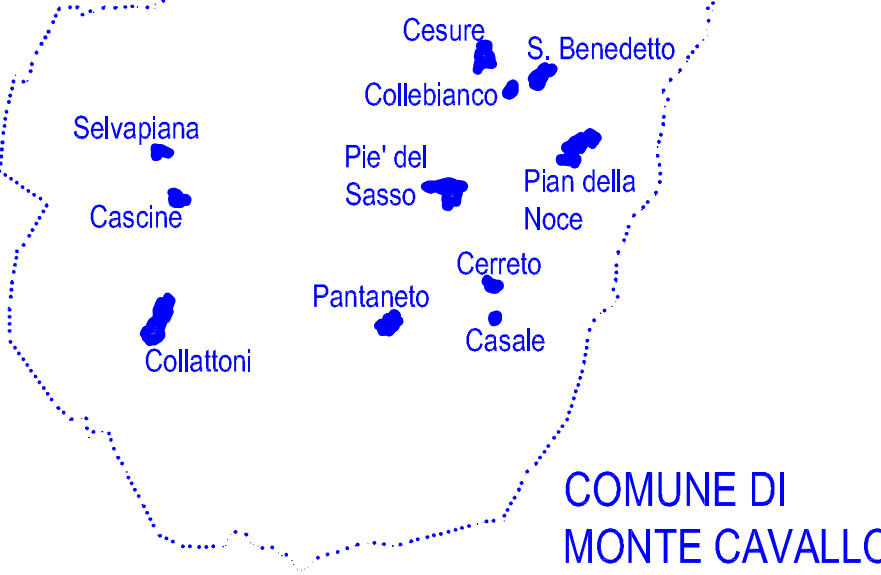 Cesure
S. Benedetto
Collebianco
Selvapiana
Pie' del
Sasso
Pian della
Noce
Cascine
Cerreto
Pantaneto
Casale
Collattoni
COMUNE DI
MONTE CAVALLO